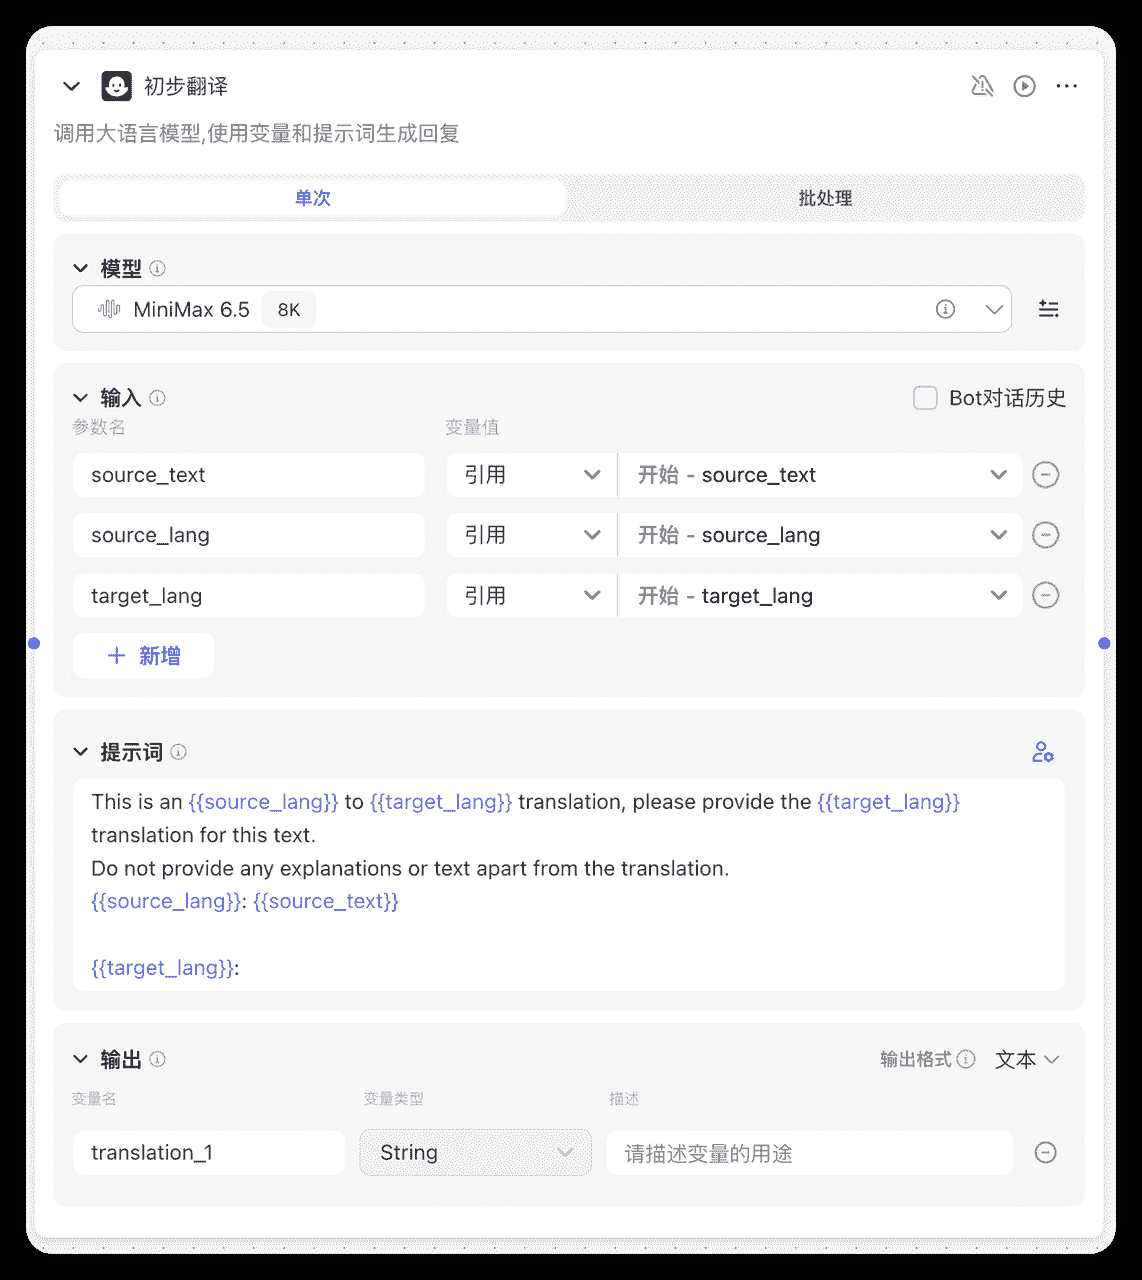 初步翻译
调用大语言模型,使用变量和提示词生成回复
单次 批处理
模型
MiniMax 6.5 8K
输入 Bot对话历史
参数名 变量值
source_text 引用 开始 - source_text
source_lang 引用 开始 - source_lang
target_lang 引用 开始 - target_lang
+ 新增
提示词
This is an {{source_lang}} to {{target_lang}} translation, please provide the {{target_lang}}
translation for this text.
Do not provide any explanations or text apart from the translation.
{{source_lang}}: {{source_text}}
{{target_lang}}:
输出 输出格式 文本
变量名 变量类型 描述
translation_1 String 请描述变量的用途